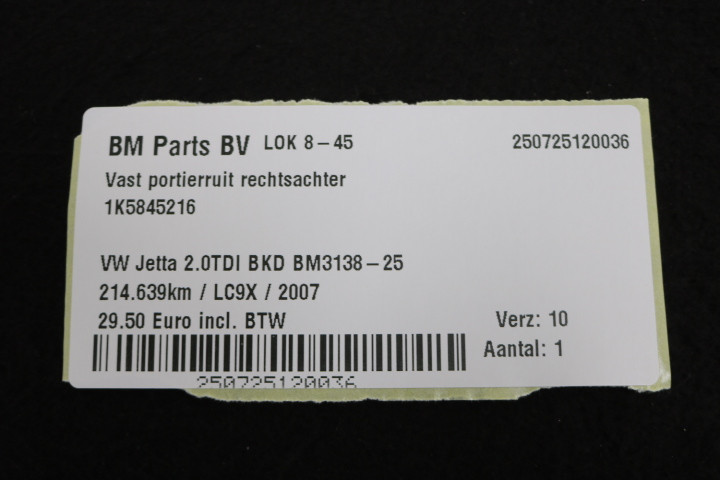 BM Parts BV LOK 8-45 250725120036
Vast portierruit rechtsachter
1K5845216
VW Jetta 2.0TDI BKD BM3138-25
214.639km / LC9X / 2007
29.50 Euro incl. BTW Verz: 10
Aantal: 1
250725120036